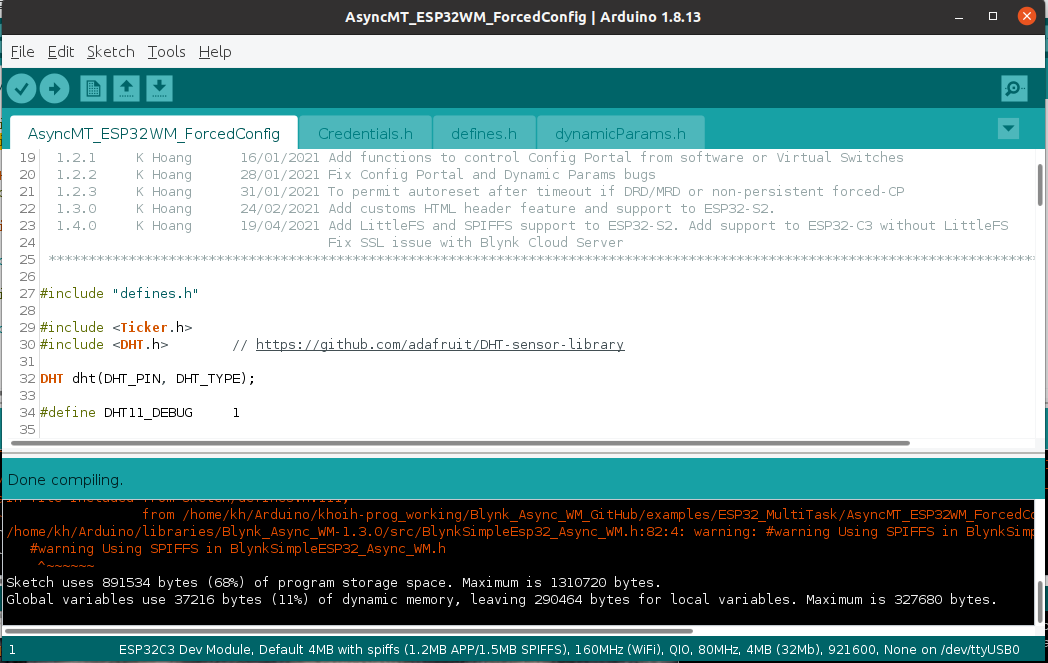 AsyncMT_ESP32WM_ForcedConfig | Arduino 1.8.13
File Edit Sketch Tools Help
AsyncMT_ESP32WM_ForcedConfig Credentials.h defines.h dynamicParams.h
19 1.2.1 K Hoang 16/01/2021 Add functions to control Config Portal from software or Virtual Switches
20 1.2.2 K Hoang 28/01/2021 Fix Config Portal and Dynamic Params bugs
21 1.2.3 K Hoang 31/01/2021 To permit autoreset after timeout if DRD/MRD or non-persistent forced-CP
22 1.3.0 K Hoang 24/02/2021 Add customs HTML header feature and support to ESP32-S2.
23 1.4.0 K Hoang 19/04/2021 Add LittleFS and SPIFFS support to ESP32-S2. Add support to ESP32-C3 without LittleFS
24 Fix SSL issue with Blynk Cloud Server
25 ****************************************************************************************************************************
26
27 #include "defines.h"
28
29 #include <Ticker.h>
30 #include <DHT.h> // https://github.com/adafruit/DHT-sensor-library
31
32 DHT dht(DHT_PIN, DHT_TYPE);
33
34 #define DHT11_DEBUG 1
35
Done compiling.
In file included from sketch/defines.h:111,
from /home/kh/Arduino/khoih-prog_working/Blynk_Async_WM_GitHub/examples/ESP32_MultiTask/AsyncMT_ESP32WM_ForcedCo
/home/kh/Arduino/libraries/Blynk_Async_WM-1.3.0/src/BlynkSimpleEsp32_Async_WM.h:82:4: warning: #warning Using SPIFFS in BlynkSimp
#warning Using SPIFFS in BlynkSimpleESP32_Async_WM.h
^~~~~~~
Sketch uses 891534 bytes (68%) of program storage space. Maximum is 1310720 bytes.
Global variables use 37216 bytes (11%) of dynamic memory, leaving 290464 bytes for local variables. Maximum is 327680 bytes.
1 ESP32C3 Dev Module, Default 4MB with spiffs (1.2MB APP/1.5MB SPIFFS), 160MHz (WiFi), QIO, 80MHz, 4MB (32Mb), 921600, None on /dev/ttyUSB0